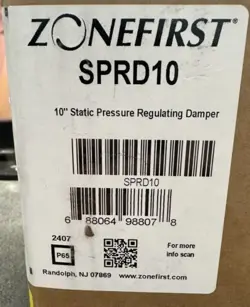 ZONEFIRST®
SPRD10
10" Static Pressure Regulating Damper
SPRD10
6 88064 98807 8
2407
P65
For more
info scan
Randolph, NJ 07869 www.zonefirst.com